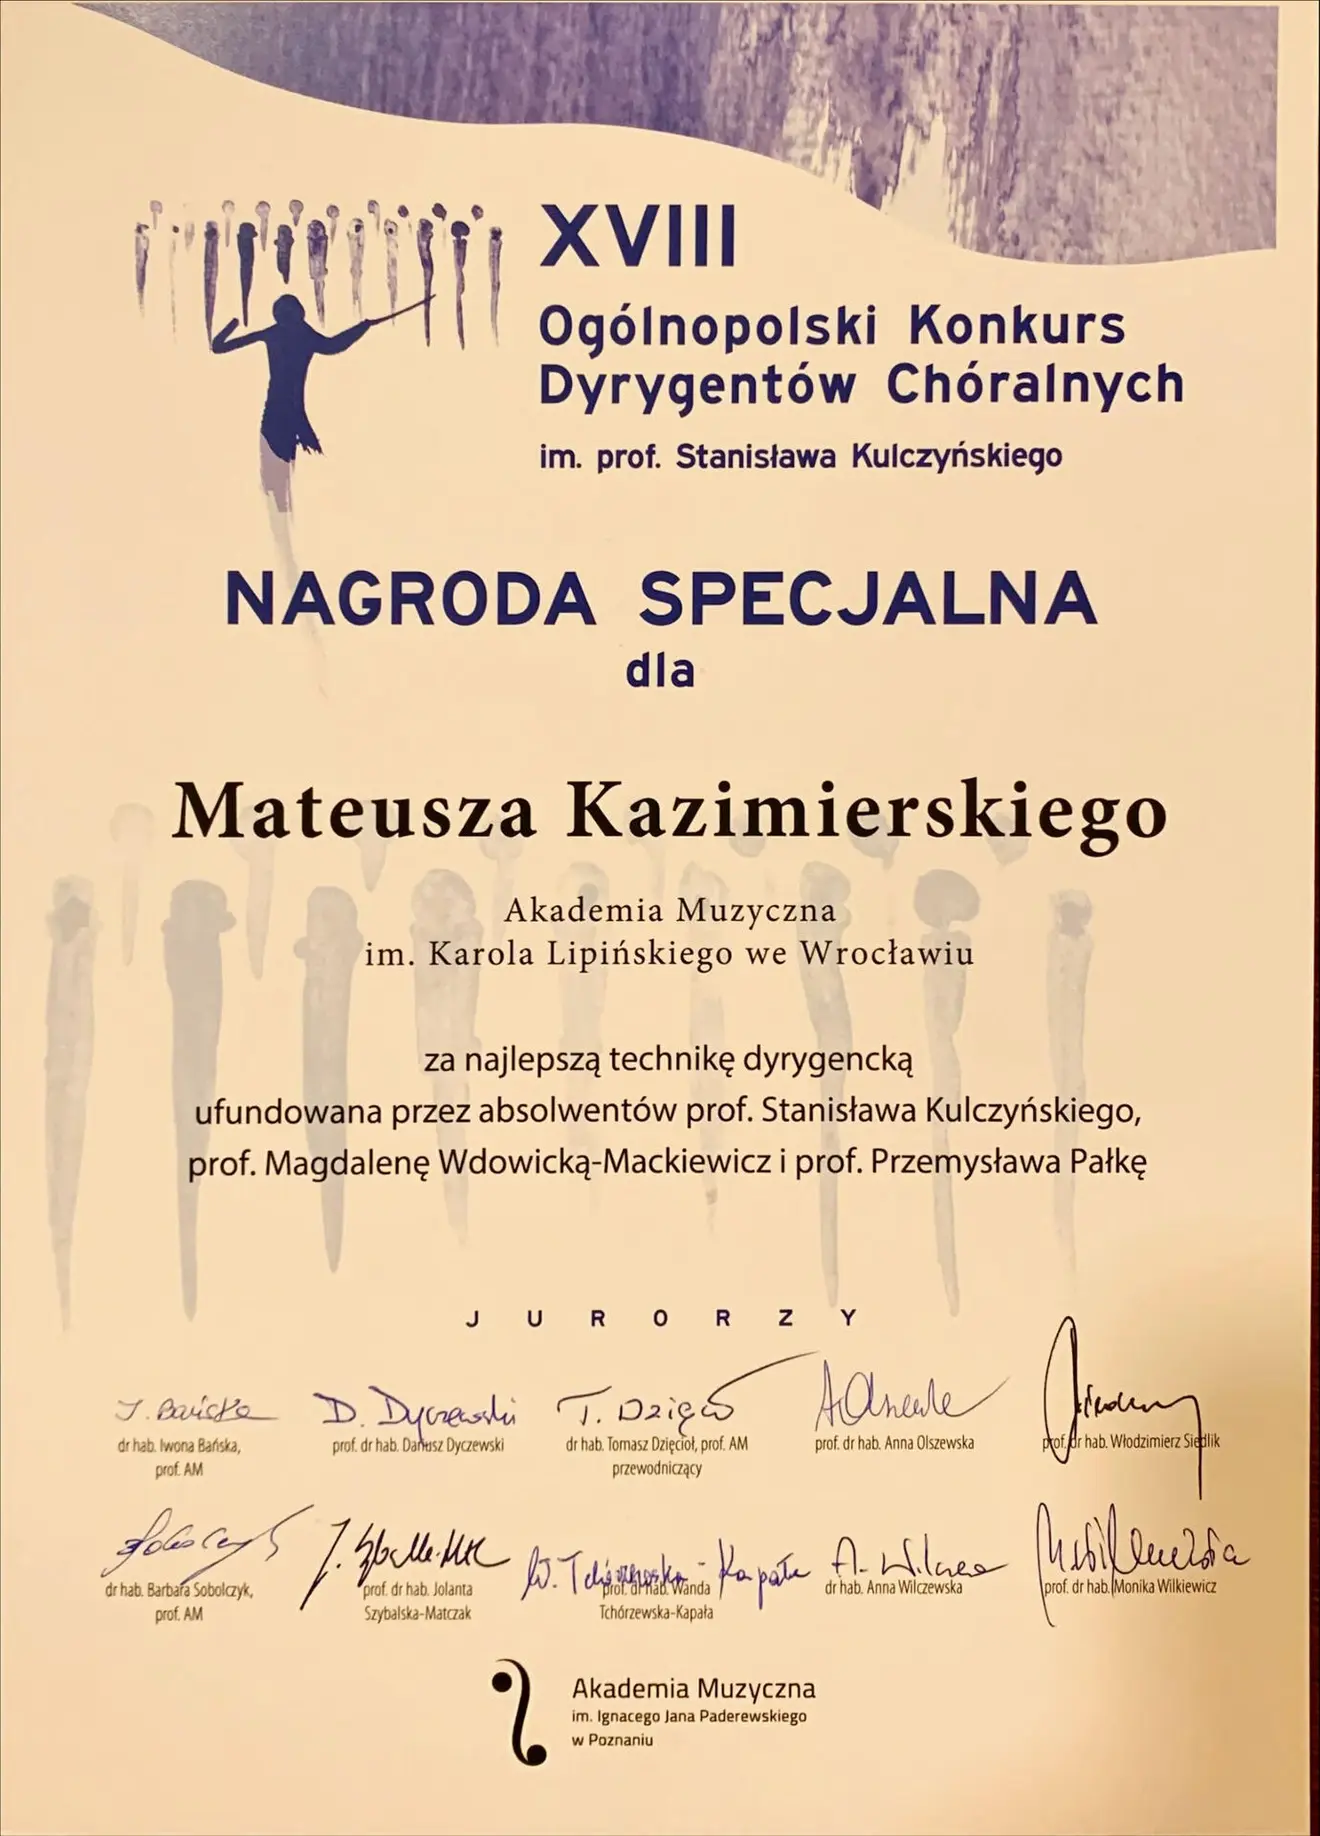 XVIII
Ogólnopolski Konkurs
Dyrygentów Chóralnych
im. prof. Stanisława Kulczyńskiego
NAGRODA SPECJALNA
dla
Mateusza Kazimierskiego
Akademia Muzyczna
im. Karola Lipińskiego we Wrocławiu
za najlepszą technikę dyrygencką
ufundowana przez absolwentów prof. Stanisława Kulczyńskiego,
prof. Magdalenę Wdowicką-Mackiewicz i prof. Przemysława Pałkę
JURORZY
J. Bańska D. Dyczewski T. Dzięcioł
dr hab. Iwona Bańska, prof. dr hab. Dariusz Dyczewski dr hab. Tomasz Dzięcioł, prof. AM prof. dr hab. Anna Olszewska prof. dr hab. Włodzimierz Siedlik
prof. AM przewodniczący
W. Tchórzewska-Kapała
dr hab. Barbara Sobolczyk, prof. dr hab. Jolanta prof. dr hab. Wanda dr hab. Anna Wilczewska prof. dr hab. Monika Wilkiewicz
prof. AM Szybalska-Matczak Tchórzewska-Kapała
Akademia Muzyczna
im. Ignacego Jana Paderewskiego
w Poznaniu